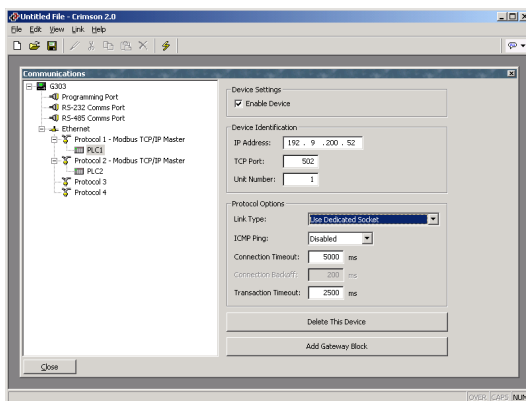 Untitled File - Crimson 2.0
File Edit View Link Help
Communications
G303
Programming Port
RS-232 Comms Port
RS-485 Comms Port
Ethernet
Protocol 1 - Modbus TCP/IP Master
PLC1
Protocol 2 - Modbus TCP/IP Master
PLC2
Protocol 3
Protocol 4
Device Settings
Enable Device
Device Identification
IP Address: 192 . 9 .200 . 52
TCP Port: 502
Unit Number: 1
Protocol Options
Link Type: Use Dedicated Socket
ICMP Ping: Disabled
Connection Timeout: 5000 ms
Connection Backoff: 200 ms
Transaction Timeout: 2500 ms
Delete This Device
Add Gateway Block
Close
OVER CAPS NUM